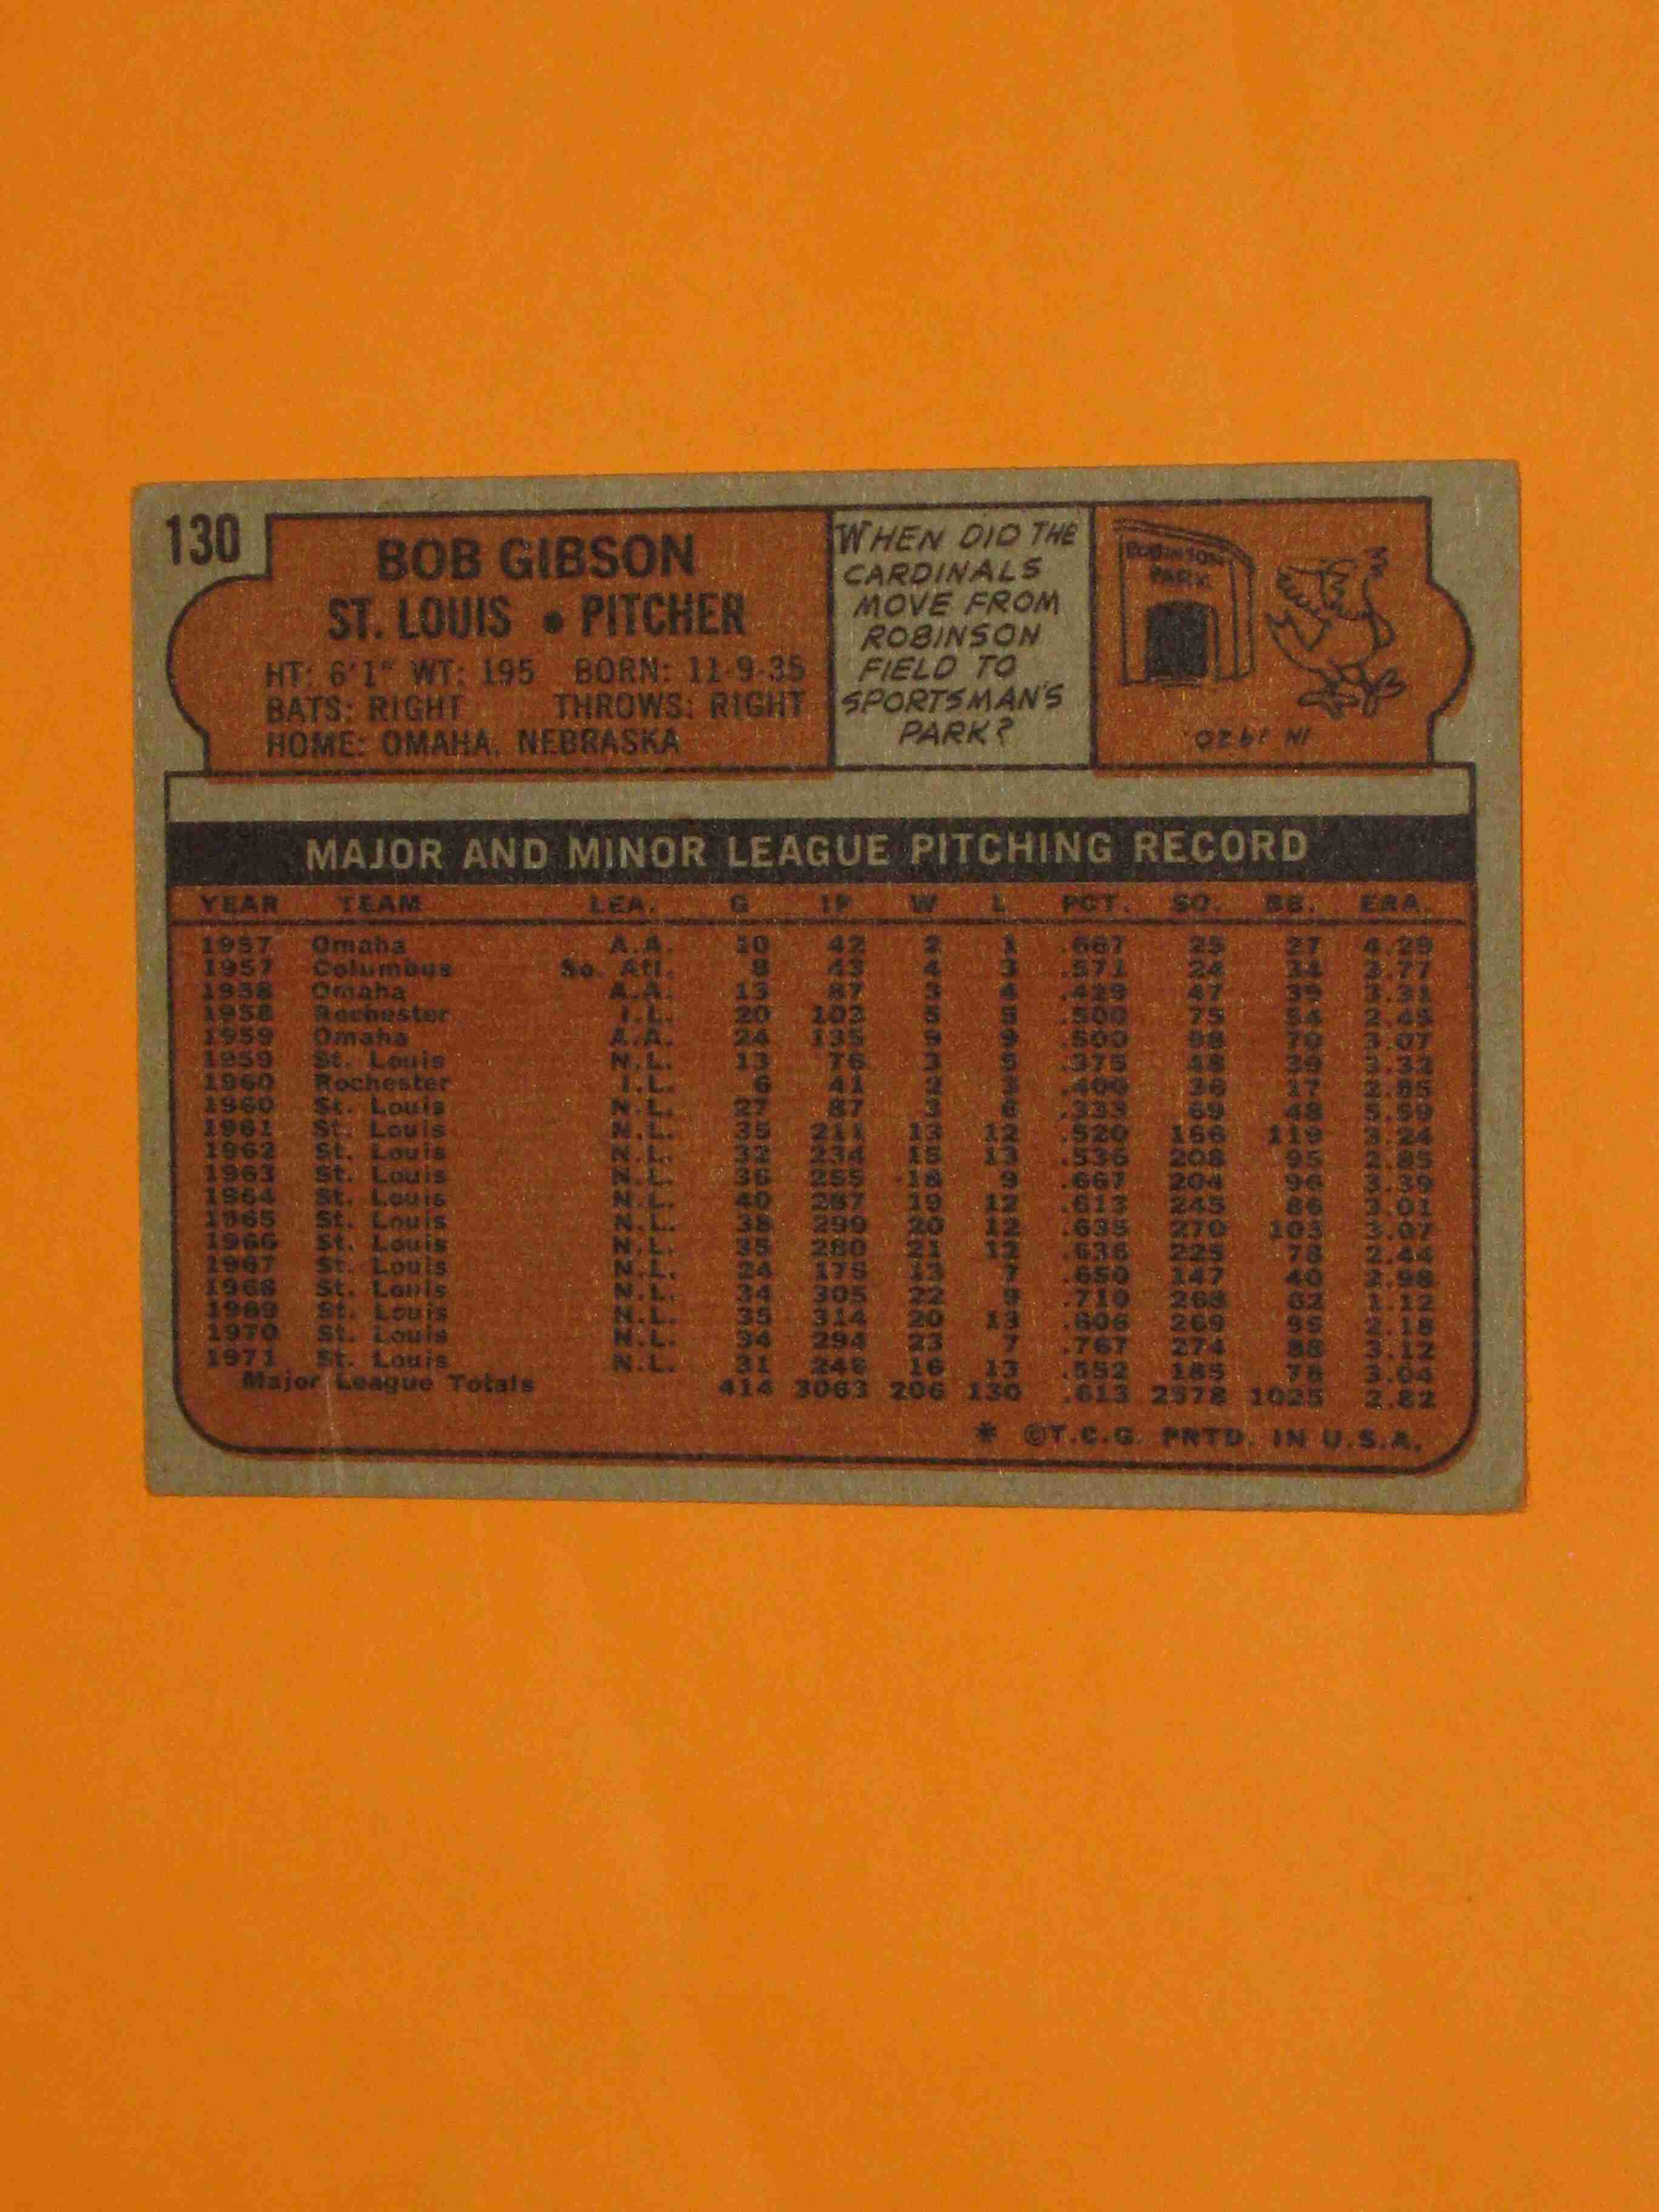 130
BOB GIBSON
ST. LOUIS • PITCHER
HT: 6'1" WT: 195 BORN: 11-9-35
BATS: RIGHT THROWS: RIGHT
HOME: OMAHA, NEBRASKA
WHEN DID THE
CARDINALS
MOVE FROM
ROBINSON
FIELD TO
SPORTSMAN'S
PARK?
ROBINSON
PARK
IN 1920.
MAJOR AND MINOR LEAGUE PITCHING RECORD
YEAR TEAM LEA. G IP W L PCT. SO. BB. ERA.
1957 Omaha A.A. 10 42 2 1 .667 25 27 4.29
1957 Columbus So. Atl. 8 43 4 3 .571 24 34 3.77
1958 Omaha A.A. 13 87 3 4 .429 47 39 3.31
1958 Rochester I.L. 20 103 5 5 .500 75 54 2.45
1959 Omaha A.A. 24 135 9 9 .500 98 70 3.07
1959 St. Louis N.L. 13 76 3 5 .375 48 39 3.33
1960 Rochester I.L. 6 41 2 3 .400 36 17 2.85
1960 St. Louis N.L. 27 87 3 6 .333 69 48 5.59
1961 St. Louis N.L. 35 211 13 12 .520 166 119 3.24
1962 St. Louis N.L. 32 234 15 13 .536 208 95 2.85
1963 St. Louis N.L. 36 255 18 9 .667 204 96 3.39
1964 St. Louis N.L. 40 287 19 12 .613 245 86 3.01
1965 St. Louis N.L. 38 299 20 12 .635 270 103 3.07
1966 St. Louis N.L. 35 280 21 12 .636 225 78 2.44
1967 St. Louis N.L. 24 175 13 7 .650 147 40 2.98
1968 St. Louis N.L. 34 305 22 9 .710 268 62 1.12
1969 St. Louis N.L. 35 314 20 13 .606 269 95 2.18
1970 St. Louis N.L. 34 294 23 7 .767 274 88 3.12
1971 St. Louis N.L. 31 246 16 13 .552 185 76 3.04
Major League Totals 414 3063 206 130 .613 2578 1025 2.82
* ©T.C.G. PRTD. IN U.S.A.